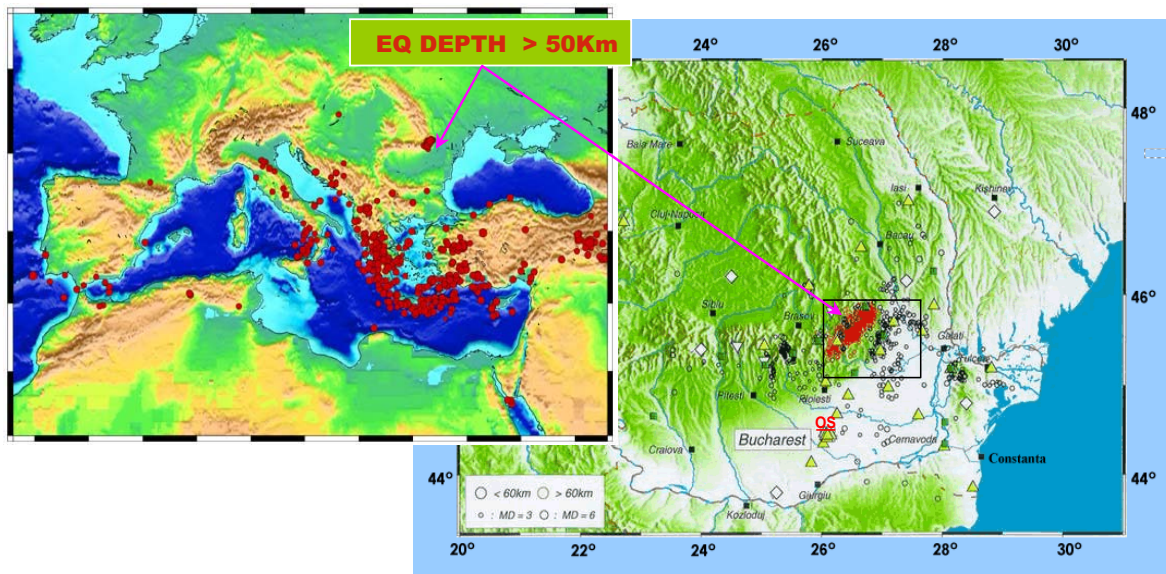 EQ DEPTH > 50Km
24° 26° 28° 30°
48°
Baia Mare
Suceava
Iasi
Kishinav
Cluj-Napoca
Bacau
46°
Sibiu
Brasov
Galati
Tulcea
Pitesti
Ploiesti
QS
Bucharest
Cernavoda
Craiova
Constanta
44°
44°
< 60km > 60km
Giurgiu
: MD = 3 : MD = 6
Kozloduj
20° 22° 24° 26° 28° 30°